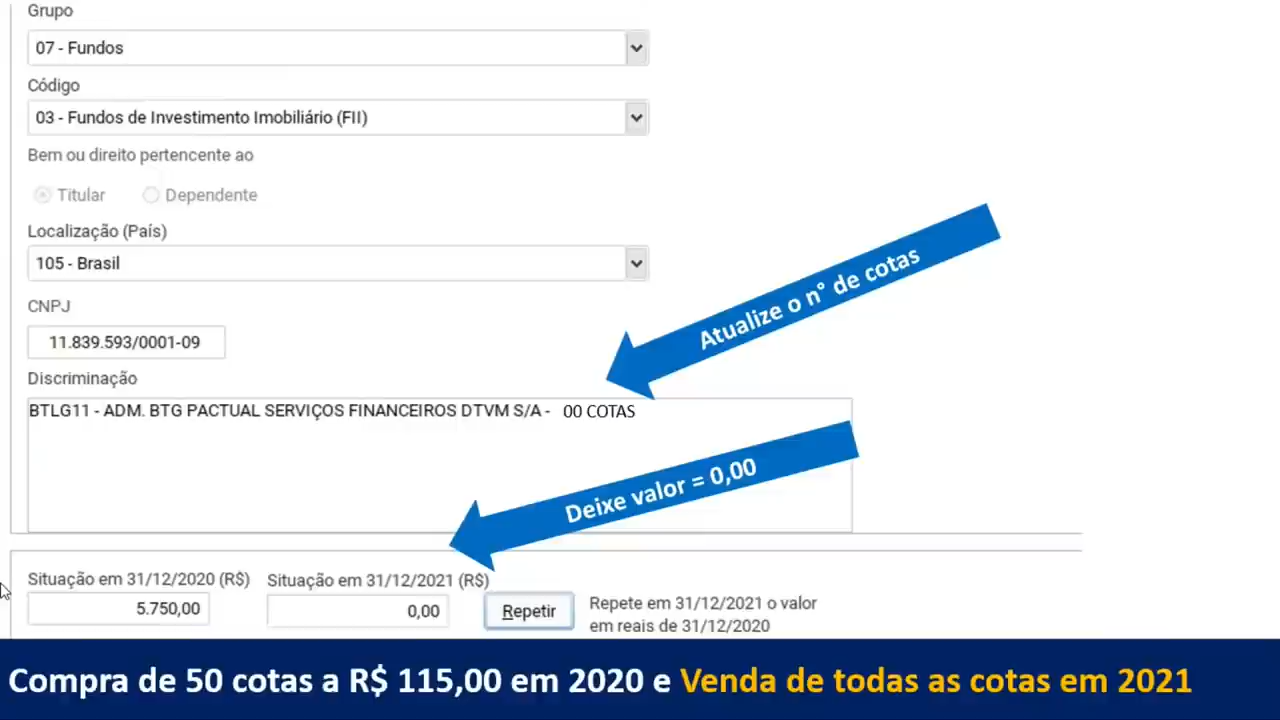 Grupo
07 - Fundos
Código
03 - Fundos de Investimento Imobiliário (FII)
Bem ou direito pertencente ao
Titular Dependente
Localização (País)
105 - Brasil
CNPJ
11.839.593/0001-09
Atualize o n° de cotas
Discriminação
BTLG11 - ADM. BTG PACTUAL SERVIÇOS FINANCEIROS DTVM S/A - 00 COTAS
Deixe valor = 0,00
Situação em 31/12/2020 (R$) Situação em 31/12/2021 (R$)
5.750,00 0,00 Repetir Repete em 31/12/2021 o valor
em reais de 31/12/2020
Compra de 50 cotas a R$ 115,00 em 2020 e Venda de todas as cotas em 2021